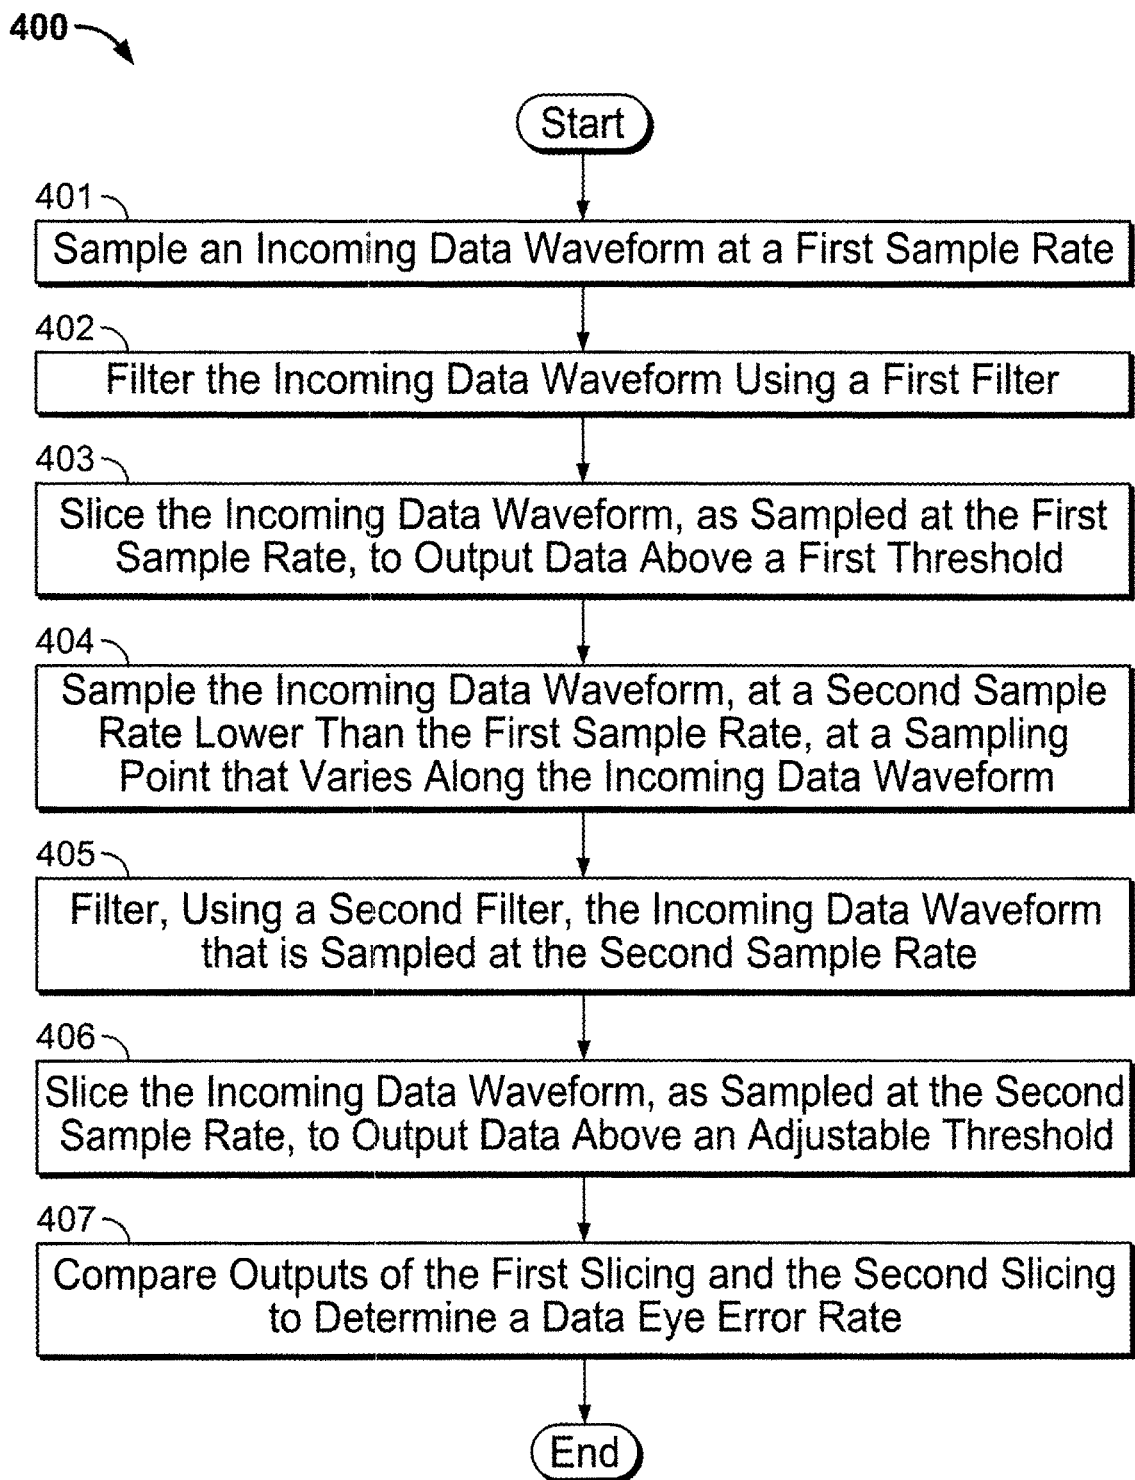 400
Start
401
Sample an Incoming Data Waveform at a First Sample Rate
402
Filter the Incoming Data Waveform Using a First Filter
403
Slice the Incoming Data Waveform, as Sampled at the First
Sample Rate, to Output Data Above a First Threshold
404
Sample the Incoming Data Waveform, at a Second Sample
Rate Lower Than the First Sample Rate, at a Sampling
Point that Varies Along the Incoming Data Waveform
405
Filter, Using a Second Filter, the Incoming Data Waveform
that is Sampled at the Second Sample Rate
406
Slice the Incoming Data Waveform, as Sampled at the Second
Sample Rate, to Output Data Above an Adjustable Threshold
407
Compare Outputs of the First Slicing and the Second Slicing
to Determine a Data Eye Error Rate
End